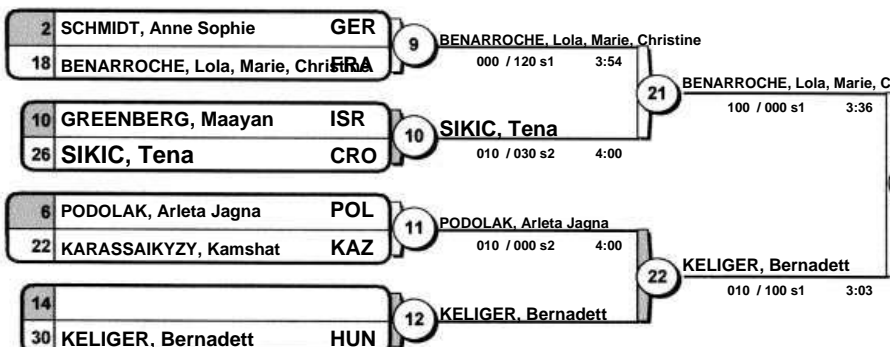 2 SCHMIDT, Anne Sophie GER
18 BENARROCHE, Lola, Marie, Christine FRA
9
BENARROCHE, Lola, Marie, Christine
000 / 120 s1 3:54
10 GREENBERG, Maayan ISR
26 SIKIC, Tena CRO
10
SIKIC, Tena
010 / 030 s2 4:00
21
BENARROCHE, Lola, Marie, C
100 / 000 s1 3:36
6 PODOLAK, Arleta Jagna POL
22 KARASSAIKYZY, Kamshat KAZ
11
PODOLAK, Arleta Jagna
010 / 000 s2 4:00
14
30 KELIGER, Bernadett HUN
12
KELIGER, Bernadett
22
KELIGER, Bernadett
010 / 100 s1 3:03